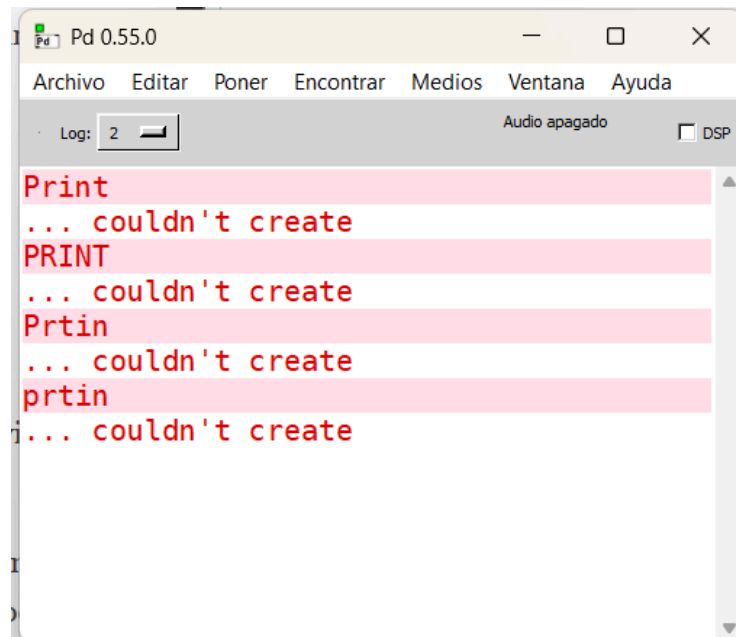 Pd 0.55.0
Archivo Editar Poner Encontrar Medios Ventana Ayuda
Log: 2 Audio apagado DSP
Print
... couldn't create
PRINT
... couldn't create
Prtin
... couldn't create
prtin
... couldn't create